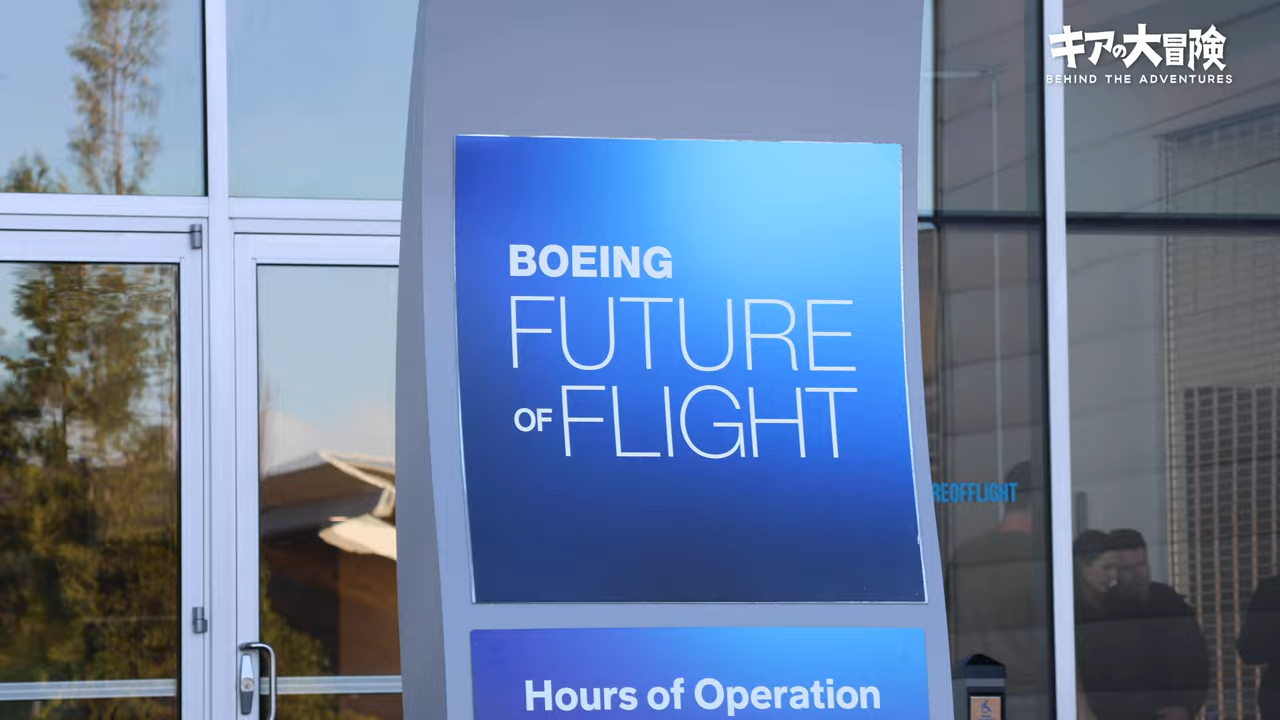 キアの大冒険
BEHIND THE ADVENTURES
BOEING
FUTURE
OF FLIGHT
REOFFLIGHT
Hours of Operation